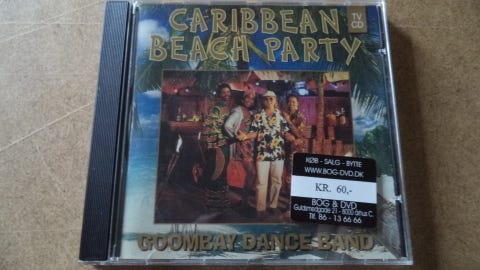 CARIBBEAN
BEACH PARTY
TV
CD
KØB - SALG - BYTTE
WWW.BOG-DVD.DK
KR. 60,-
BOG & DVD
Guldsmedgade 21 - 8000 Århus C.
Tlf. 86 - 13 66 66
GOOMBAY DANCE BAND